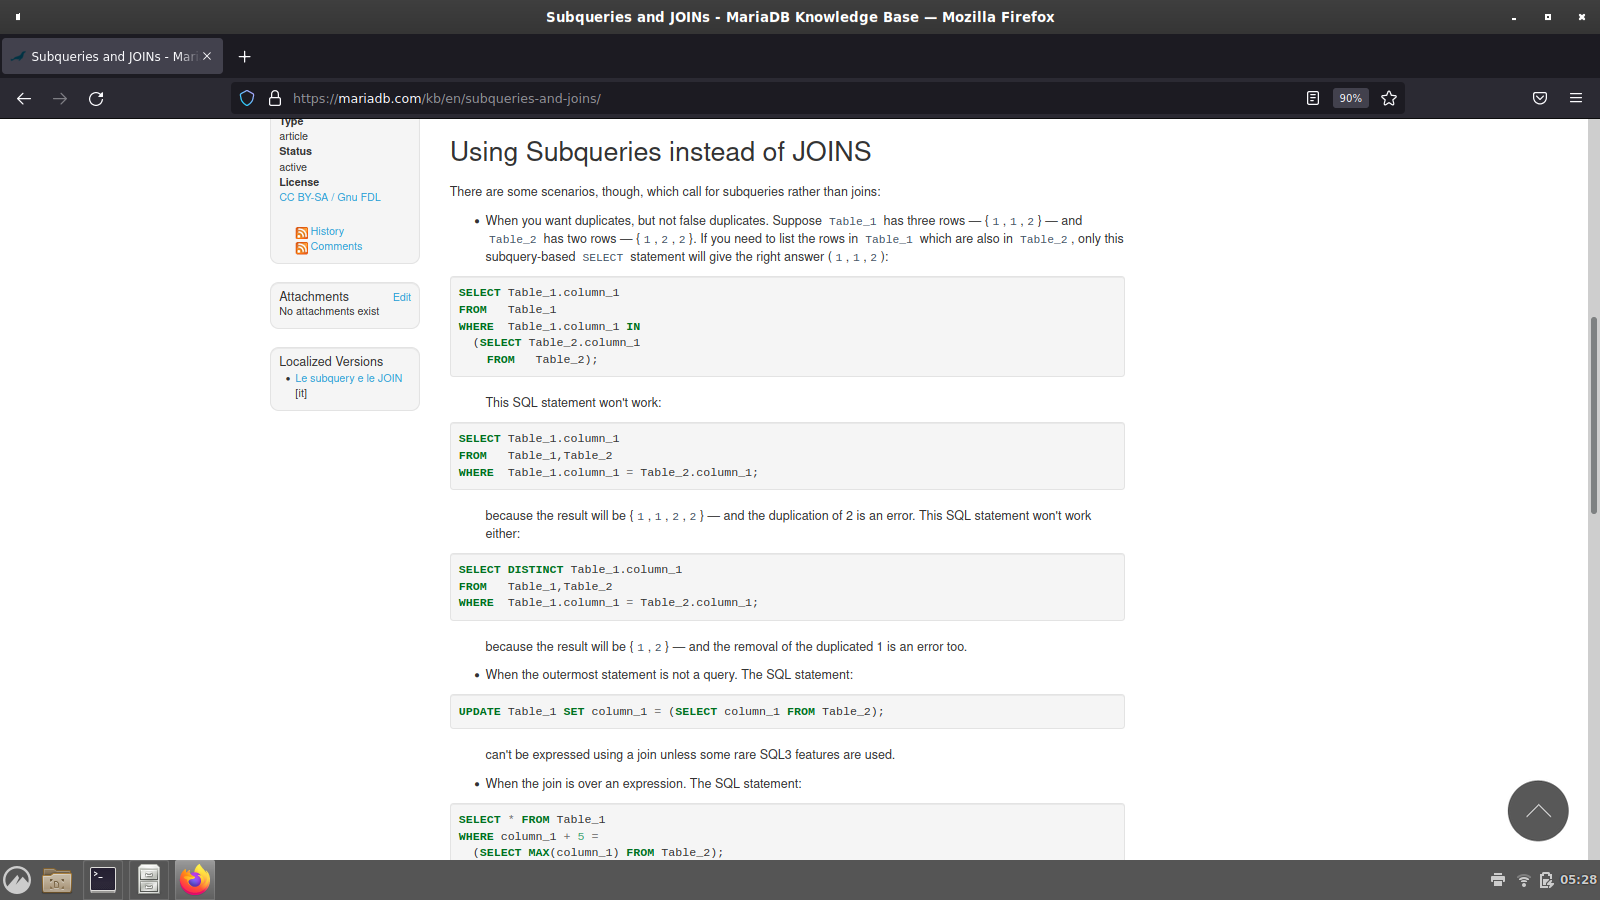 Subqueries and JOINs - MariaDB Knowledge Base — Mozilla Firefox
Subqueries and JOINs - Mari
https://mariadb.com/kb/en/subqueries-and-joins/
90%
Type
article
Status
active
License
CC BY-SA / Gnu FDL
History
Comments
Attachments Edit
No attachments exist
Localized Versions
• Le subquery e le JOIN
[it]
Using Subqueries instead of JOINS
There are some scenarios, though, which call for subqueries rather than joins:
• When you want duplicates, but not false duplicates. Suppose Table_1 has three rows — { 1 , 1 , 2 } — and
Table_2 has two rows — { 1 , 2 , 2 }. If you need to list the rows in Table_1 which are also in Table_2 , only this
subquery-based SELECT statement will give the right answer ( 1 , 1 , 2 ):
SELECT Table_1.column_1
FROM   Table_1
WHERE  Table_1.column_1 IN
  (SELECT Table_2.column_1
    FROM   Table_2);
This SQL statement won't work:
SELECT Table_1.column_1
FROM   Table_1,Table_2
WHERE  Table_1.column_1 = Table_2.column_1;
because the result will be { 1 , 1 , 2 , 2 } — and the duplication of 2 is an error. This SQL statement won't work
either:
SELECT DISTINCT Table_1.column_1
FROM   Table_1,Table_2
WHERE  Table_1.column_1 = Table_2.column_1;
because the result will be { 1 , 2 } — and the removal of the duplicated 1 is an error too.
• When the outermost statement is not a query. The SQL statement:
UPDATE Table_1 SET column_1 = (SELECT column_1 FROM Table_2);
can't be expressed using a join unless some rare SQL3 features are used.
• When the join is over an expression. The SQL statement:
SELECT * FROM Table_1
WHERE column_1 + 5 =
  (SELECT MAX(column_1) FROM Table_2);
05:28